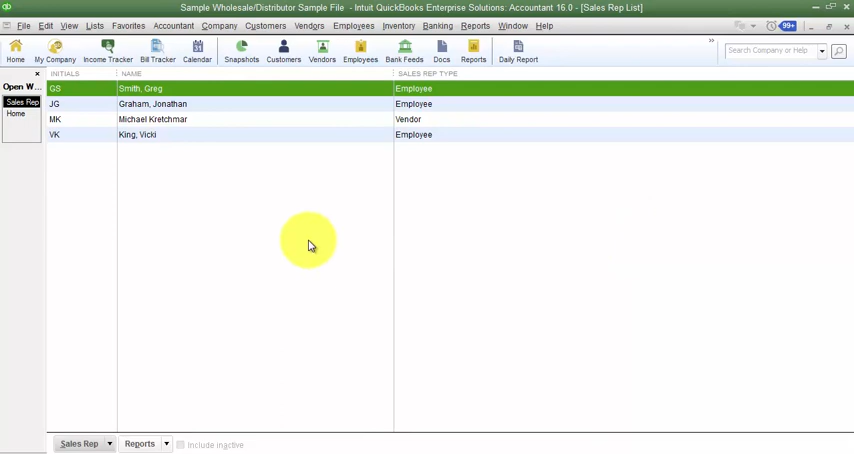 Sample Wholesale/Distributor Sample File - Intuit QuickBooks Enterprise Solutions: Accountant 16.0 - [Sales Rep List]
File Edit View Lists Favorites Accountant Company Customers Vendors Employees Inventory Banking Reports Window Help 99+
Home My Company Income Tracker Bill Tracker Calendar Snapshots Customers Vendors Employees Bank Feeds Docs Reports Daily Report » Search Company or Help
31
Open W...
Sales Rep
Home
INITIALS NAME SALES REP TYPE
GS Smith, Greg Employee
JG Graham, Jonathan Employee
MK Michael Kretchmar Vendor
VK King, Vicki Employee
Sales Rep Reports Include inactive